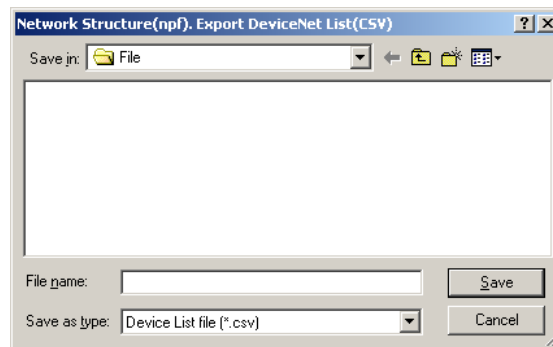 Network Structure(npf). Export DeviceNet List(CSV)
Save in: File
File name:
Save
Save as type: Device List file (*.csv)
Cancel